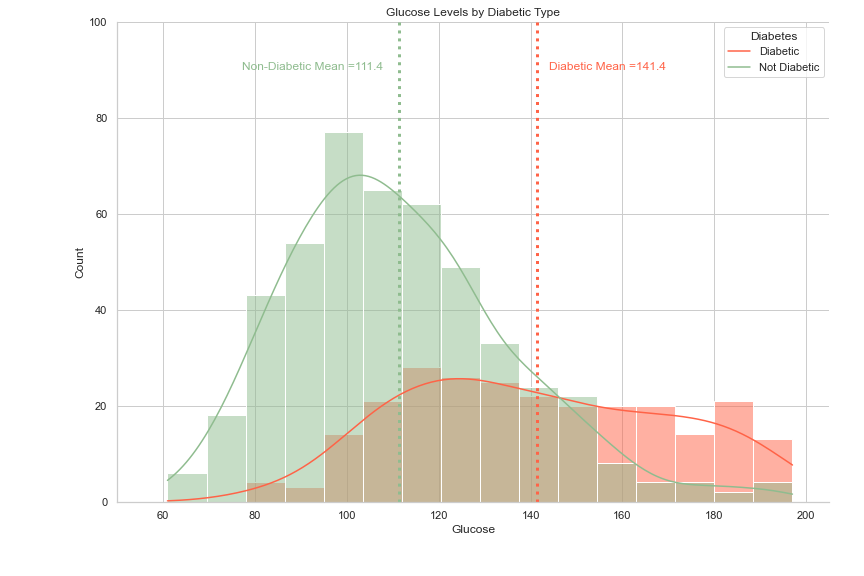 Glucose Levels by Diabetic Type
100
80
60
40
20
0
Count
Non-Diabetic Mean =111.4
Diabetic Mean =141.4
Diabetes
Diabetic
Not Diabetic
60 80 100 120 140 160 180 200
Glucose